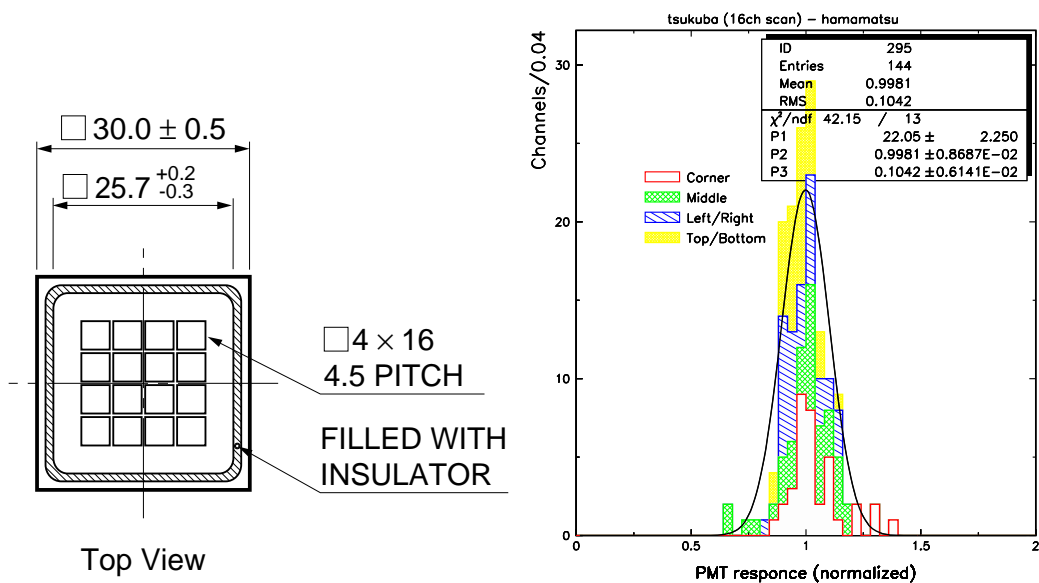 □ 30.0 ± 0.5
□ 25.7 +0.2 -0.3
□4 × 16
4.5 PITCH
FILLED WITH
INSULATOR
Top View
tsukuba (16ch scan) – hamamatsu
Channels/0.04
ID 295
Entries 144
Mean 0.9981
RMS 0.1042
χ²/ndf 42.15 / 13
P1 22.05 ± 2.250
P2 0.9981 ± 0.8687E−02
P3 0.1042 ± 0.6141E−02
Corner
Middle
Left/Right
Top/Bottom
30
20
10
0
0 0.5 1 1.5 2
PMT responce (normalized)